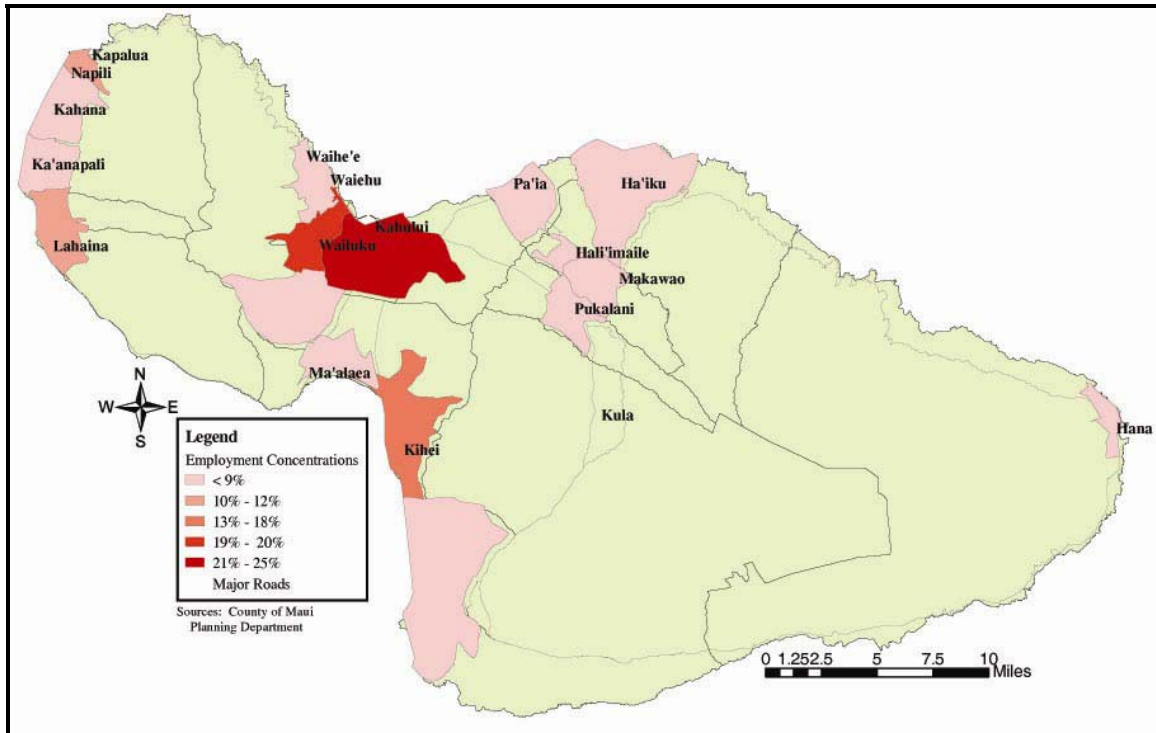 Kapalua
Napili
Kahana
Ka'anapali
Lahaina
Waihe'e
Waiehu
Kahului
Wailuku
Pa'ia
Ha'iku
Hali'imaile
Makawao
Pukalani
Ma'alaea
Kihei
Kula
Hana
N
W E
S
Legend
Employment Concentrations
< 9%
10% - 12%
13% - 18%
19% - 20%
21% - 25%
Major Roads
Sources: County of Maui
Planning Department
0 1.252.5 5 7.5 10
Miles